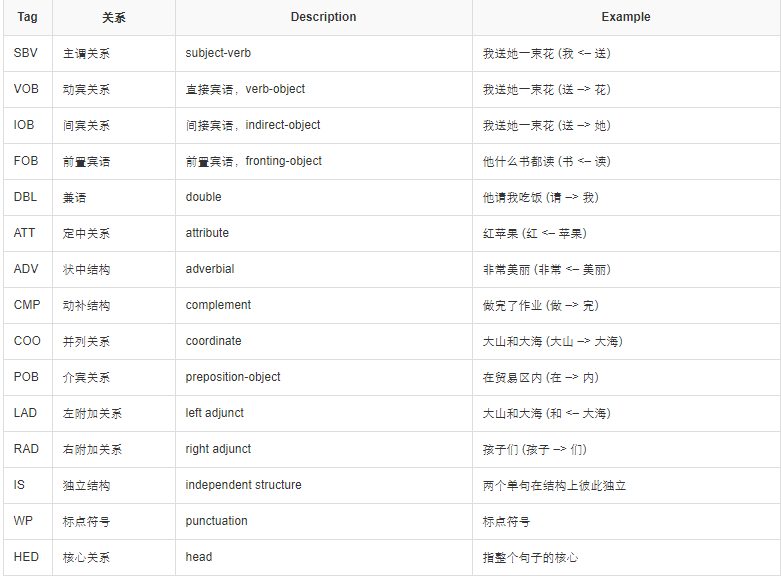 Tag 关系 Description Example
SBV 主谓关系 subject-verb 我送她一束花 (我 <– 送)
VOB 动宾关系 直接宾语，verb-object 我送她一束花 (送 –> 花)
IOB 间宾关系 间接宾语，indirect-object 我送她一束花 (送 –> 她)
FOB 前置宾语 前置宾语，fronting-object 他什么书都读 (书 <– 读)
DBL 兼语 double 他请我吃饭 (请 –> 我)
ATT 定中关系 attribute 红苹果 (红 <– 苹果)
ADV 状中结构 adverbial 非常美丽 (非常 <– 美丽)
CMP 动补结构 complement 做完了作业 (做 –> 完)
COO 并列关系 coordinate 大山和大海 (大山 –> 大海)
POB 介宾关系 preposition-object 在贸易区内 (在 –> 内)
LAD 左附加关系 left adjunct 大山和大海 (和 <– 大海)
RAD 右附加关系 right adjunct 孩子们 (孩子 –> 们)
IS 独立结构 independent structure 两个单句在结构上彼此独立
WP 标点符号 punctuation 标点符号
HED 核心关系 head 指整个句子的核心